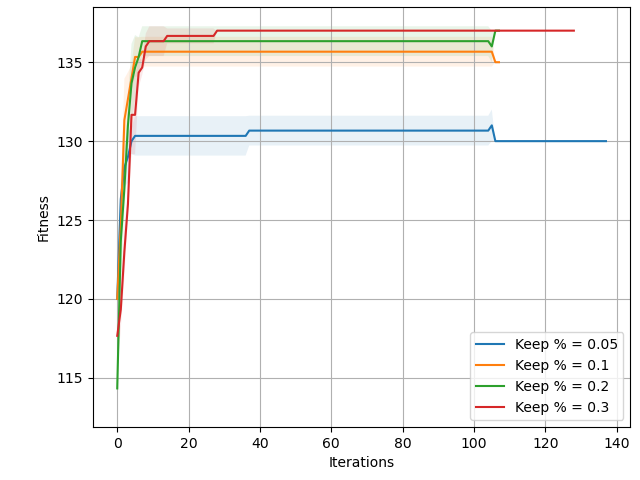 Fitness
135
130
125
120
115
0 20 40 60 80 100 120 140
Iterations
Keep % = 0.05
Keep % = 0.1
Keep % = 0.2
Keep % = 0.3